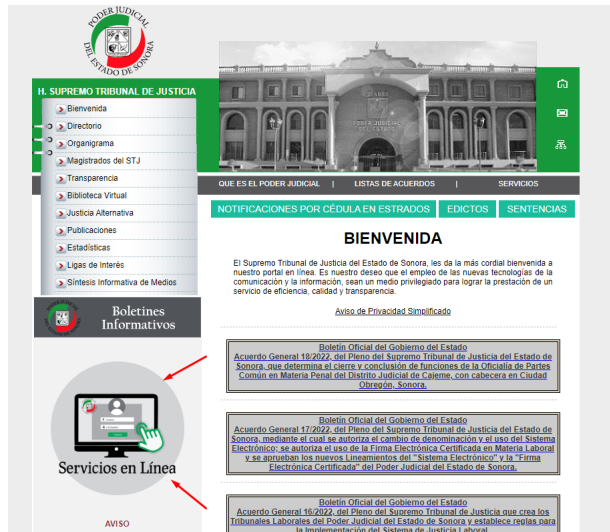 PODER JUDICIAL
DEL ESTADO DE SONORA
H. SUPREMO TRIBUNAL DE JUSTICIA
Bienvenida
Directorio
Organigrama
Magistrados del STJ
Transparencia
Biblioteca Virtual
Justicia Alternativa
Publicaciones
Estadísticas
Ligas de Interés
Síntesis Informativa de Medios
Boletines
Informativos
Servicios en Línea
AVISO
PODER JUDICIAL
DEL ESTADO
QUE ES EL PODER JUDICIAL | LISTAS DE ACUERDOS | SERVICIOS
NOTIFICACIONES POR CÉDULA EN ESTRADOS EDICTOS SENTENCIAS
BIENVENIDA
El Supremo Tribunal de Justicia del Estado de Sonora, les da la más cordial bienvenida a
nuestro portal en línea. Es nuestro deseo que el empleo de las nuevas tecnologías de la
comunicación y la información, sean un medio privilegiado para lograr la prestación de un
servicio de eficiencia, calidad y transparencia.
Aviso de Privacidad Simplificado
Boletín Oficial del Gobierno del Estado
Acuerdo General 18/2022, del Pleno del Supremo Tribunal de Justicia del Estado de
Sonora, que determina el cierre y conclusión de funciones de la Oficialía de Partes
Común en Materia Penal del Distrito Judicial de Cajeme, con cabecera en Ciudad
Obregón, Sonora.
Boletín Oficial del Gobierno del Estado
Acuerdo General 17/2022, del Pleno del Supremo Tribunal de Justicia del Estado de
Sonora, mediante el cual se autoriza el cambio de denominación y el uso del Sistema
Electrónico; se autoriza el uso de la Firma Electrónica Certificada en Materia Laboral
y se aprueban los nuevos Lineamientos del "Sistema Electrónico" y la "Firma
Electrónica Certificada" del Poder Judicial del Estado de Sonora.
Boletín Oficial del Gobierno del Estado
Acuerdo General 16/2022, del Pleno del Supremo Tribunal de Justicia que crea los
Tribunales Laborales del Poder Judicial del Estado de Sonora y establece reglas para
la Implementación del Sistema de Justicia Laboral